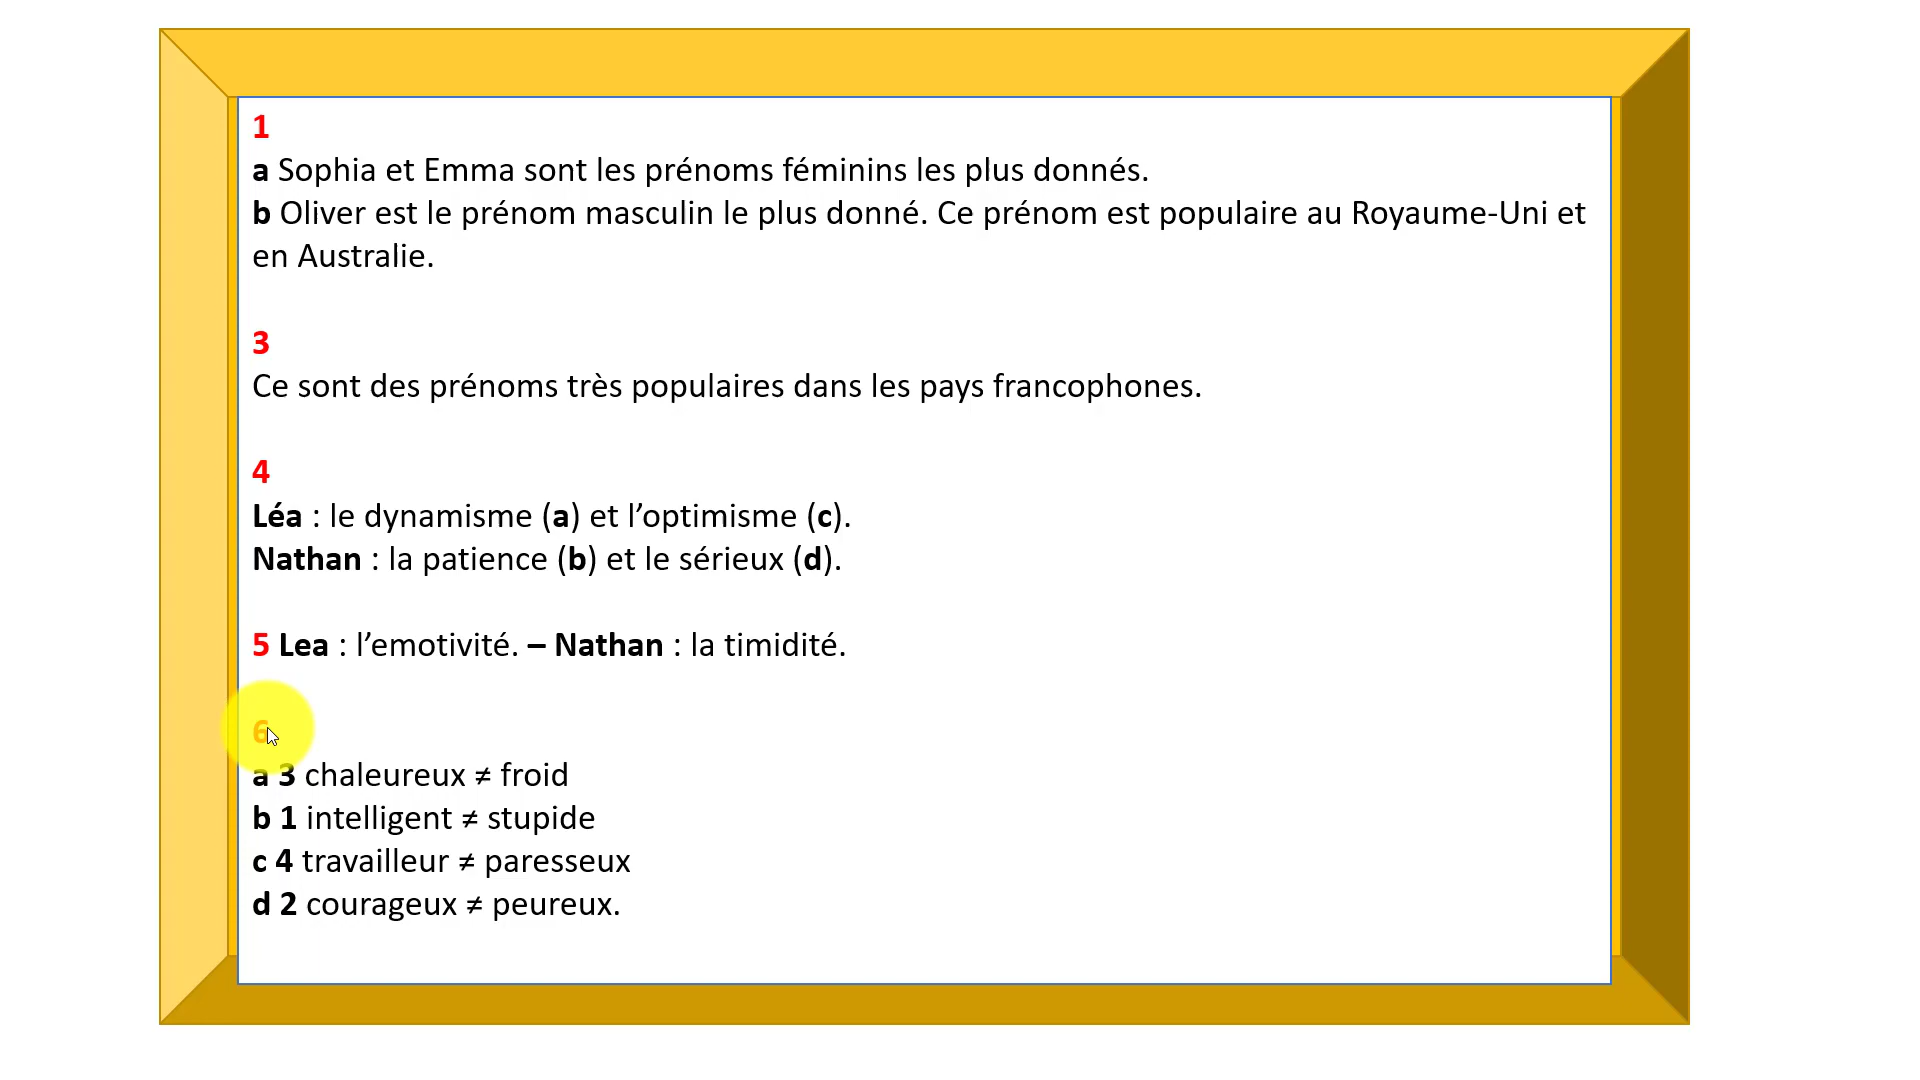 1
a Sophia et Emma sont les prénoms féminins les plus donnés.
b Oliver est le prénom masculin le plus donné. Ce prénom est populaire au Royaume-Uni et
en Australie.
3
Ce sont des prénoms très populaires dans les pays francophones.
4
Léa : le dynamisme (a) et l’optimisme (c).
Nathan : la patience (b) et le sérieux (d).
5 Lea : l’emotivité. – Nathan : la timidité.
6
a 3 chaleureux ≠ froid
b 1 intelligent ≠ stupide
c 4 travailleur ≠ paresseux
d 2 courageux ≠ peureux.